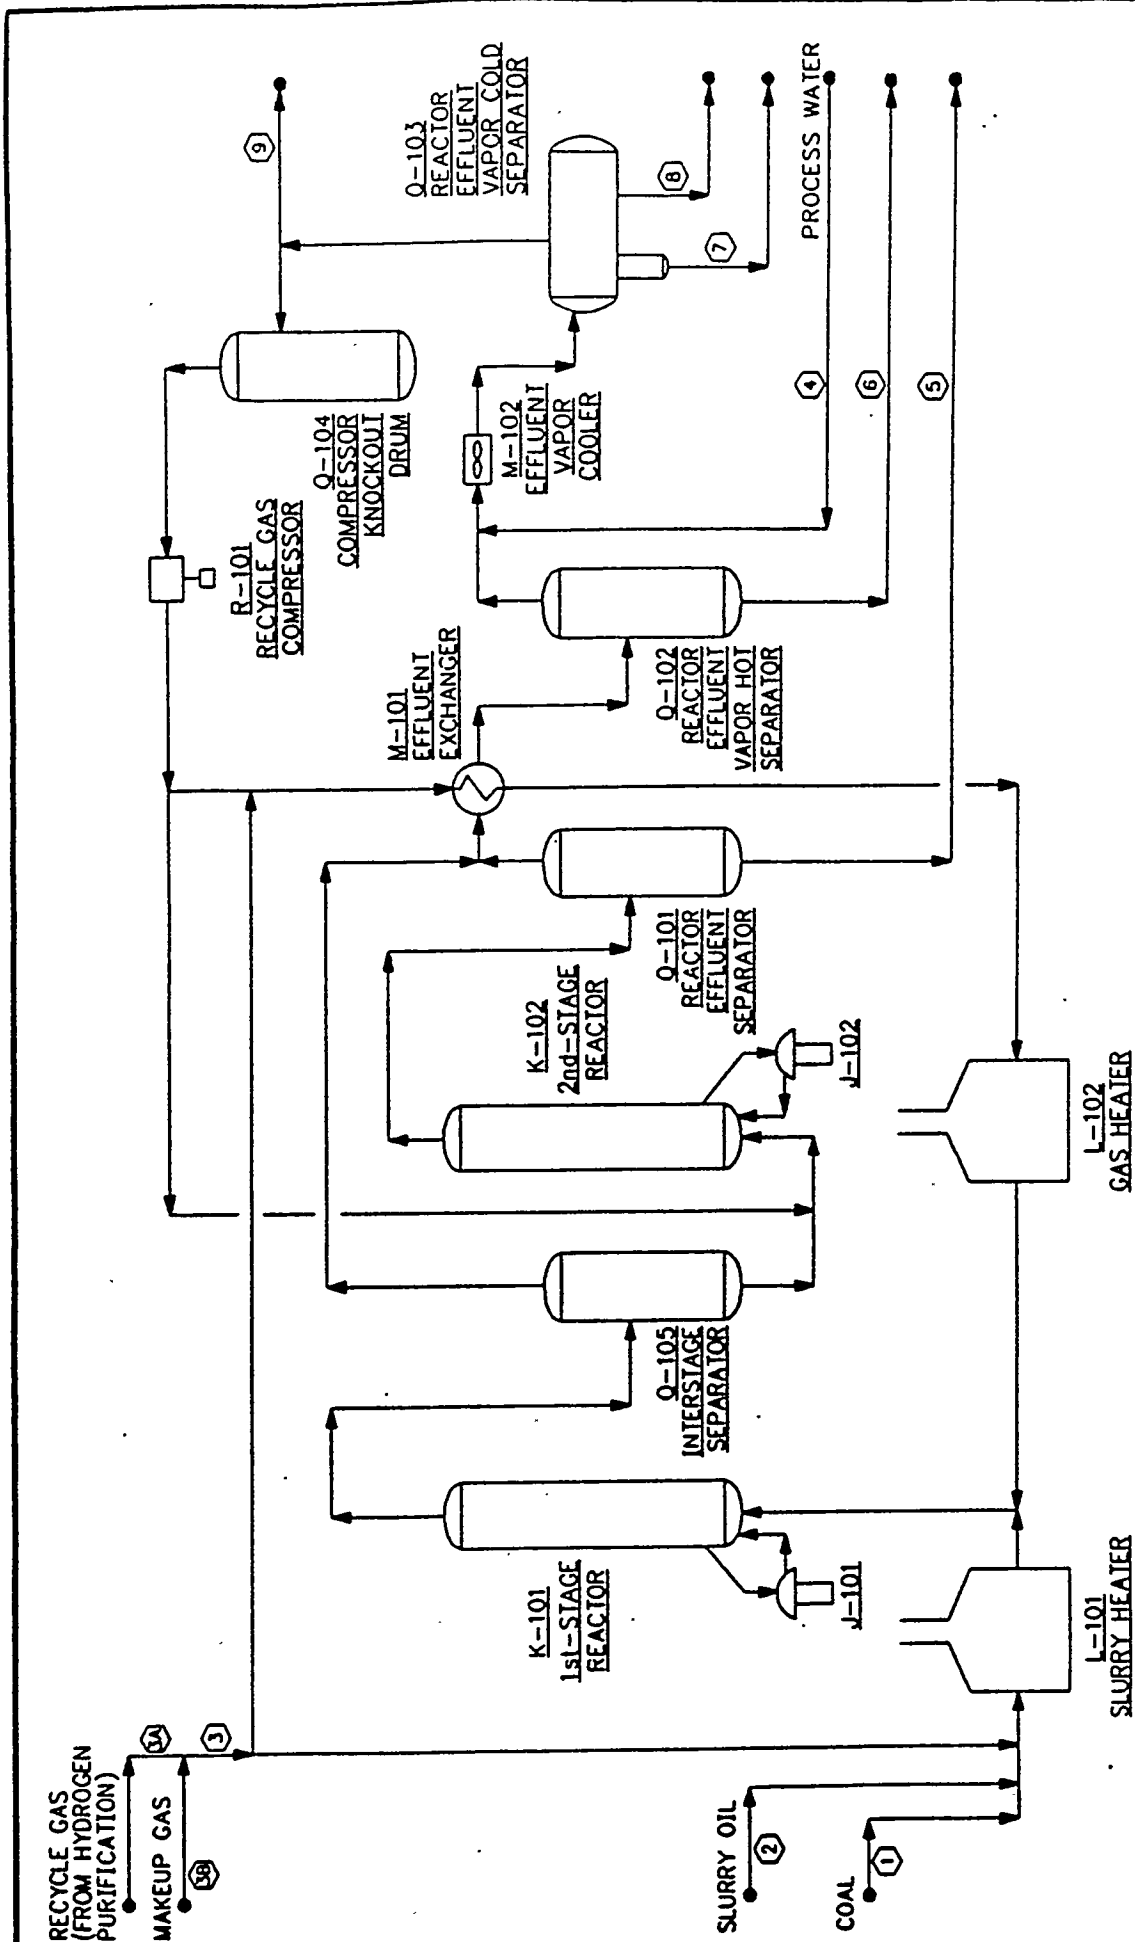 RECYCLE GAS
(FROM HYDROGEN
PURIFICATION)
3A
MAKEUP GAS
3B
3
SLURRY OIL
2
COAL
1
L-101
SLURRY HEATER
K-101
1st-STAGE
REACTOR
J-101
Q-105
INTERSTAGE
SEPARATOR
L-102
GAS HEATER
K-102
2nd-STAGE
REACTOR
J-102
Q-101
REACTOR
EFFLUENT
SEPARATOR
M-101
EFFLUENT
EXCHANGER
Q-102
REACTOR
EFFLUENT
VAPOR HOT
SEPARATOR
R-101
RECYCLE GAS
COMPRESSOR
Q-104
COMPRESSOR
KNOCKOUT
DRUM
M-102
EFFLUENT
VAPOR
COOLER
Q-103
REACTOR
EFFLUENT
VAPOR COLD
SEPARATOR
9
8
7
PROCESS WATER
4
6
5